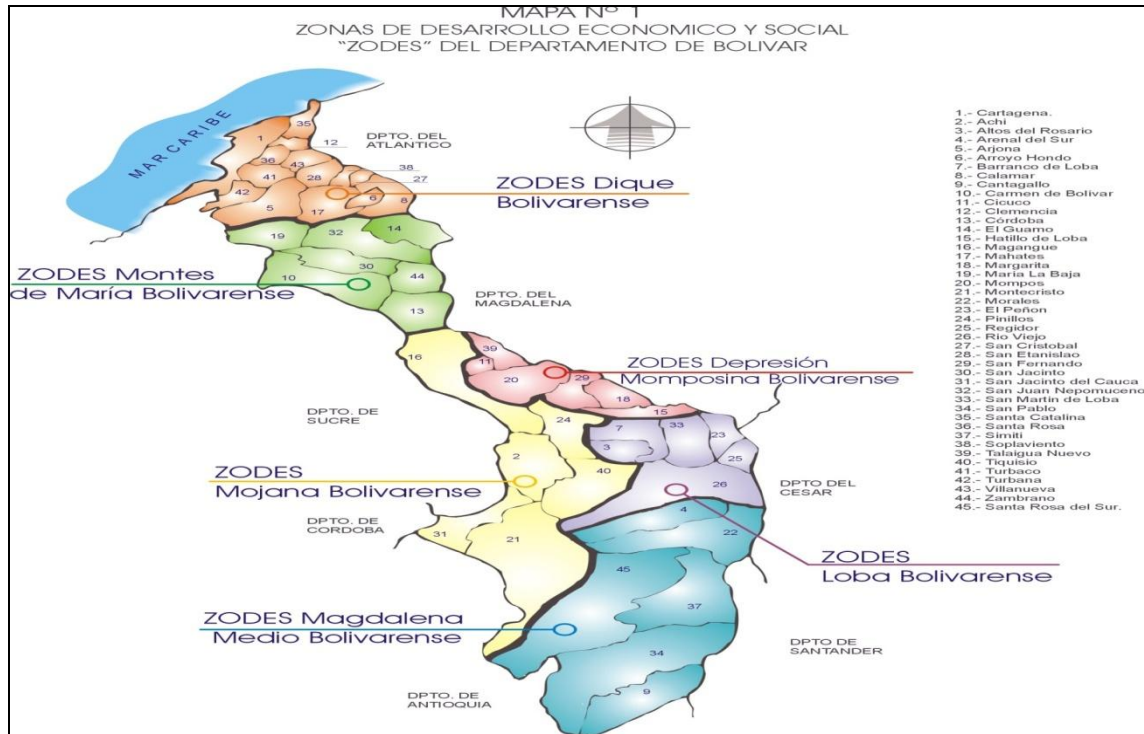 MAPA Nº 1
ZONAS DE DESARROLLO ECONOMICO Y SOCIAL
"ZODES" DEL DEPARTAMENTO DE BOLIVAR
MAR CARIBE
DPTO. DEL
ATLANTICO
ZODES Dique
Bolivarense
ZODES Montes
de María Bolivarense
DPTO. DEL
MAGDALENA
ZODES Depresión
Momposina Bolivarense
DPTO. DE
SUCRE
ZODES
Mojana Bolivarense
DPTO DEL
CESAR
DPTO. DE
CORDOBA
ZODES
Loba Bolivarense
ZODES Magdalena
Medio Bolivarense
DPTO DE
SANTANDER
DPTO. DE
ANTIOQUIA
35
1
12
36
43
38
41
28
27
42
6
8
5
17
19
32
14
30
10
44
13
16
39
11
20
29
18
15
24
7
33
23
3
25
2
40
26
4
31
21
22
45
37
34
9
1.- Cartagena.
2.- Achi
3.- Altos del Rosario
4.- Arenal del Sur
5.- Arjona
6.- Arroyo Hondo
7.- Barranco de Loba
8.- Calamar
9.- Cantagallo
10.- Carmen de Bolivar
11.- Cicuco
12.- Clemencia
13.- Córdoba
14.- El Guamo
15.- Hatillo de Loba
16.- Magangue
17.- Mahates
18.- Margarita
19.- Maria La Baja
20.- Mompos
21.- Montecristo
22.- Morales
23.- El Peñon
24.- Pinillos
25.- Regidor
26.- Rio Viejo
27.- San Cristobal
28.- San Etanislao
29.- San Fernando
30.- San Jacinto
31.- San Jacinto del Cauca
32.- San Juan Nepomuceno
33.- San Martin de Loba
34.- San Pablo
35.- Santa Catalina
36.- Santa Rosa
37.- Simiti
38.- Soplaviento
39.- Talaigua Nuevo
40.- Tiquisio
41.- Turbaco
42.- Turbana
43.- Villanueva
44.- Zambrano
45.- Santa Rosa del Sur.